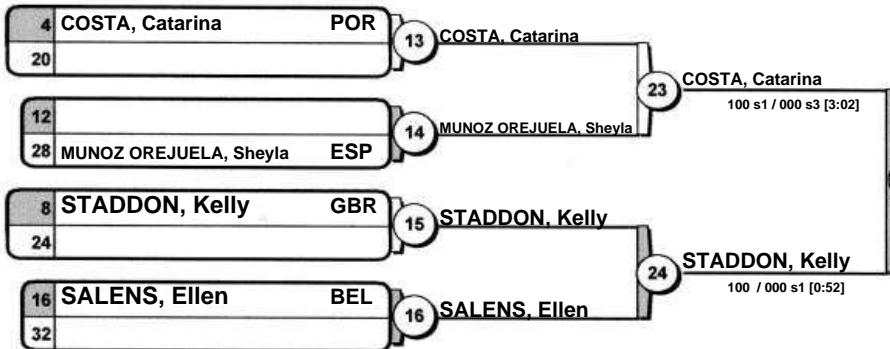 4 COSTA, Catarina POR
20
13 COSTA, Catarina
12
28 MUNOZ OREJUELA, Sheyla ESP
14 MUNOZ OREJUELA, Sheyla
23 COSTA, Catarina
100 s1 / 000 s3 [3:02]
8 STADDON, Kelly GBR
24
15 STADDON, Kelly
16 SALENS, Ellen BEL
32
16 SALENS, Ellen
24 STADDON, Kelly
100 / 000 s1 [0:52]